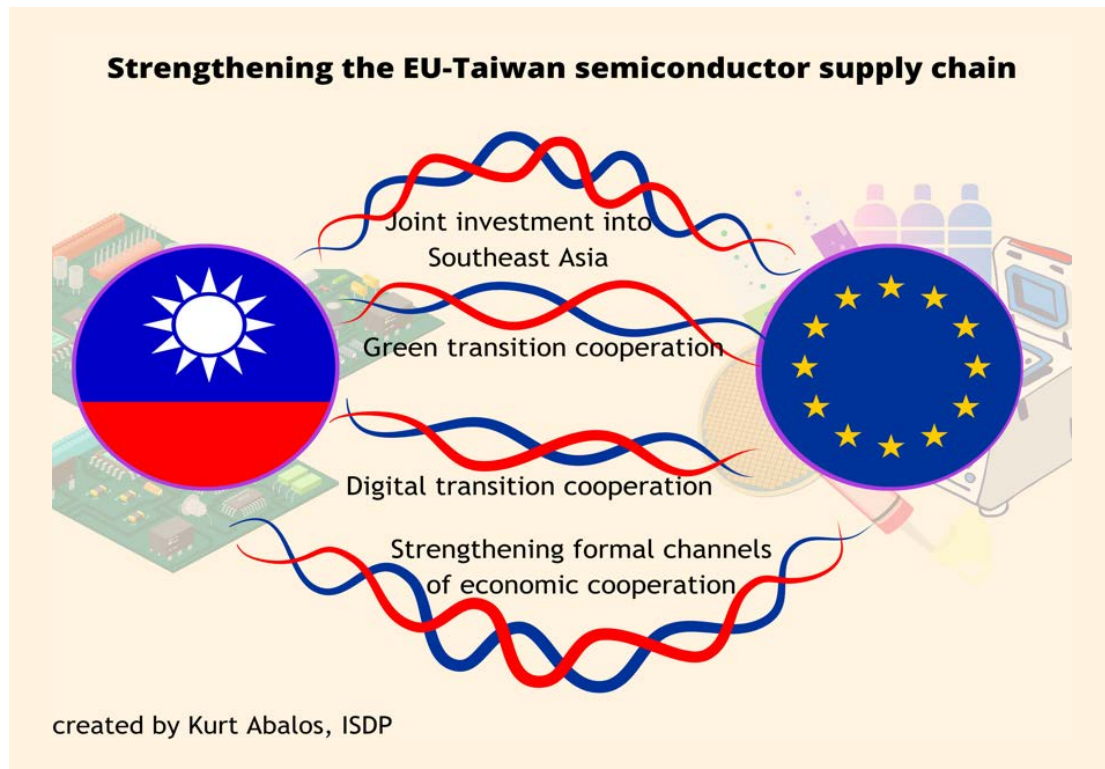 Strengthening the EU-Taiwan semiconductor supply chain
Joint investment into
Southeast Asia
Green transition cooperation
Digital transition cooperation
Strengthening formal channels
of economic cooperation
created by Kurt Abalos, ISDP